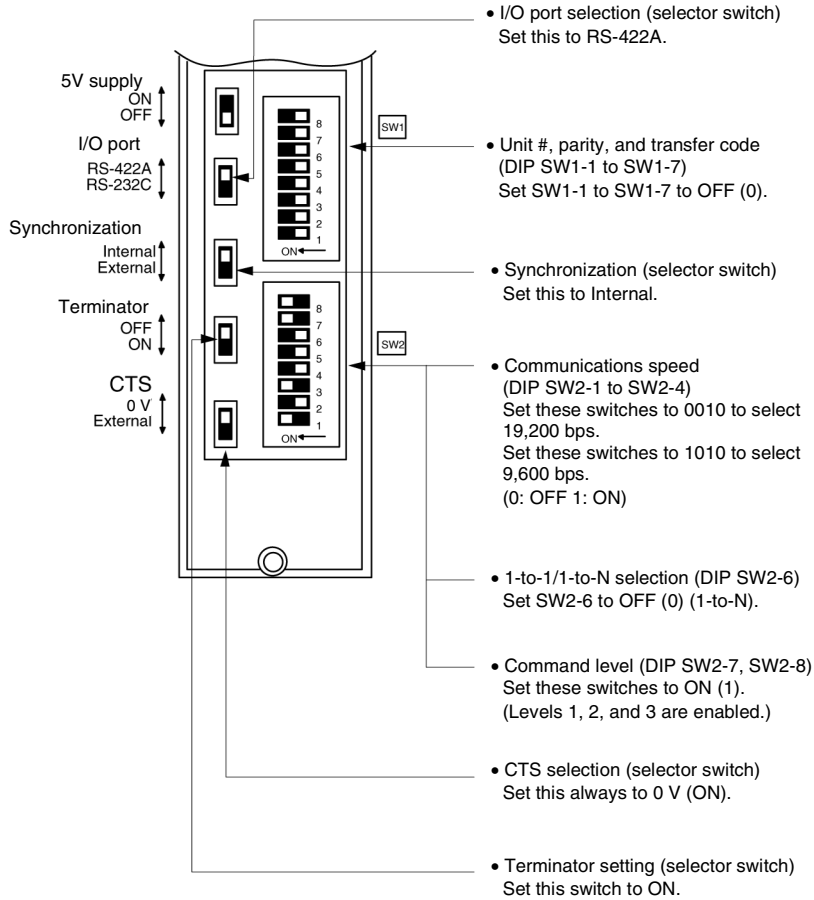 5V supply
ON
OFF
I/O port
RS-422A
RS-232C
Synchronization
Internal
External
Terminator
OFF
ON
CTS
0 V
External
8
7
6
5
4
3
2
1
ON
SW1
8
7
6
5
4
3
2
1
ON
SW2
• I/O port selection (selector switch)
Set this to RS-422A.
• Unit #, parity, and transfer code
(DIP SW1-1 to SW1-7)
Set SW1-1 to SW1-7 to OFF (0).
• Synchronization (selector switch)
Set this to Internal.
• Communications speed
(DIP SW2-1 to SW2-4)
Set these switches to 0010 to select
19,200 bps.
Set these switches to 1010 to select
9,600 bps.
(0: OFF 1: ON)
• 1-to-1/1-to-N selection (DIP SW2-6)
Set SW2-6 to OFF (0) (1-to-N).
• Command level (DIP SW2-7, SW2-8)
Set these switches to ON (1).
(Levels 1, 2, and 3 are enabled.)
• CTS selection (selector switch)
Set this always to 0 V (ON).
• Terminator setting (selector switch)
Set this switch to ON.